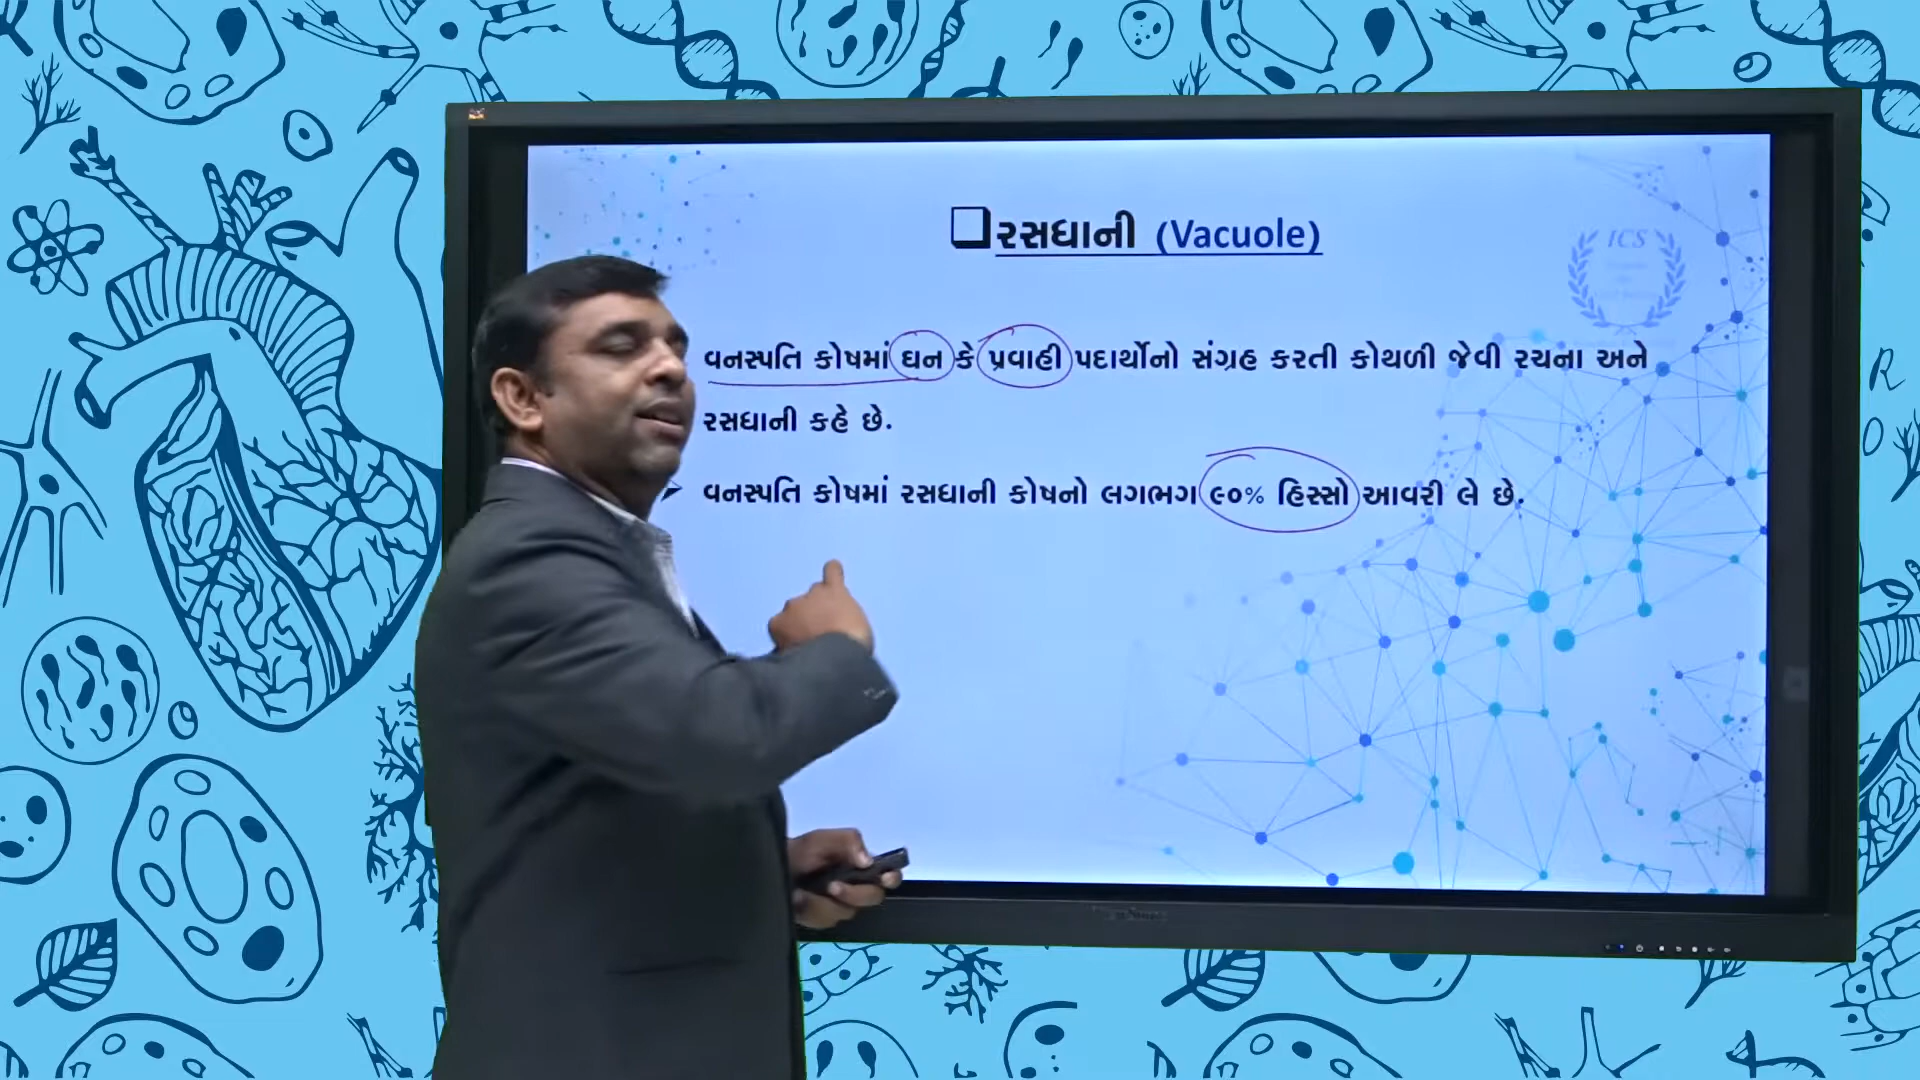 રસધાની (Vacuole)
ICS
વનસ્પતિ કોષમાં ઘન કે પ્રવાહી પદાર્થોનો સંગ્રહ કરતી કોથળી જેવી રચના અને
રસધાની કહે છે.
વનસ્પતિ કોષમાં રસધાની કોષનો લગભગ ૯૦% હિસ્સો આવરી લે છે.